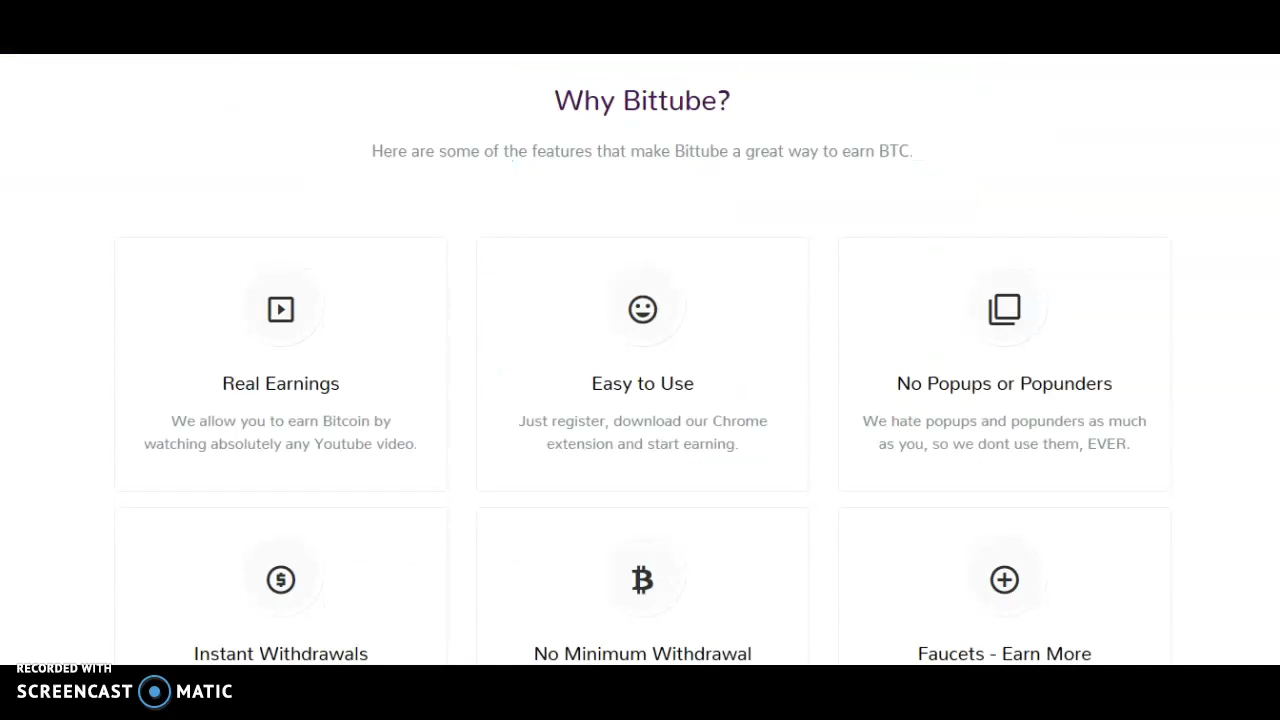 Why Bittube?
Here are some of the features that make Bittube a great way to earn BTC.
Real Earnings
We allow you to earn Bitcoin by
watching absolutely any Youtube video.
Easy to Use
Just register, download our Chrome
extension and start earning.
No Popups or Popunders
We hate popups and popunders as much
as you, so we dont use them, EVER.
Instant Withdrawals
No Minimum Withdrawal
Faucets - Earn More
RECORDED WITH
SCREENCAST MATIC